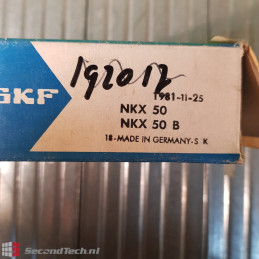 192012
1981-11-25
SKF
NKX 50
NKX 50 B
18-MADE IN GERMANY-S K
SecondTech.nl